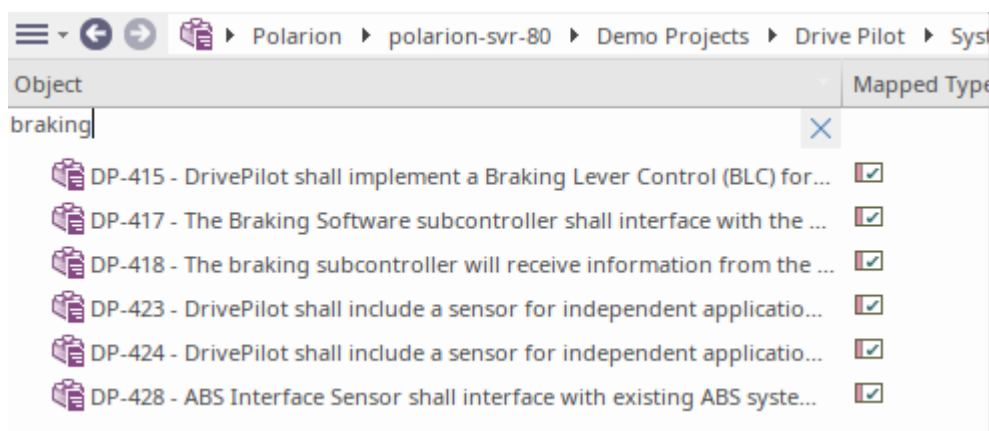 Polarion polarion-svr-80 Demo Projects Drive Pilot Syst
Object Mapped Type
braking
DP-415 - DrivePilot shall implement a Braking Lever Control (BLC) for...
DP-417 - The Braking Software subcontroller shall interface with the ...
DP-418 - The braking subcontroller will receive information from the ...
DP-423 - DrivePilot shall include a sensor for independent applicatio...
DP-424 - DrivePilot shall include a sensor for independent applicatio...
DP-428 - ABS Interface Sensor shall interface with existing ABS syste...